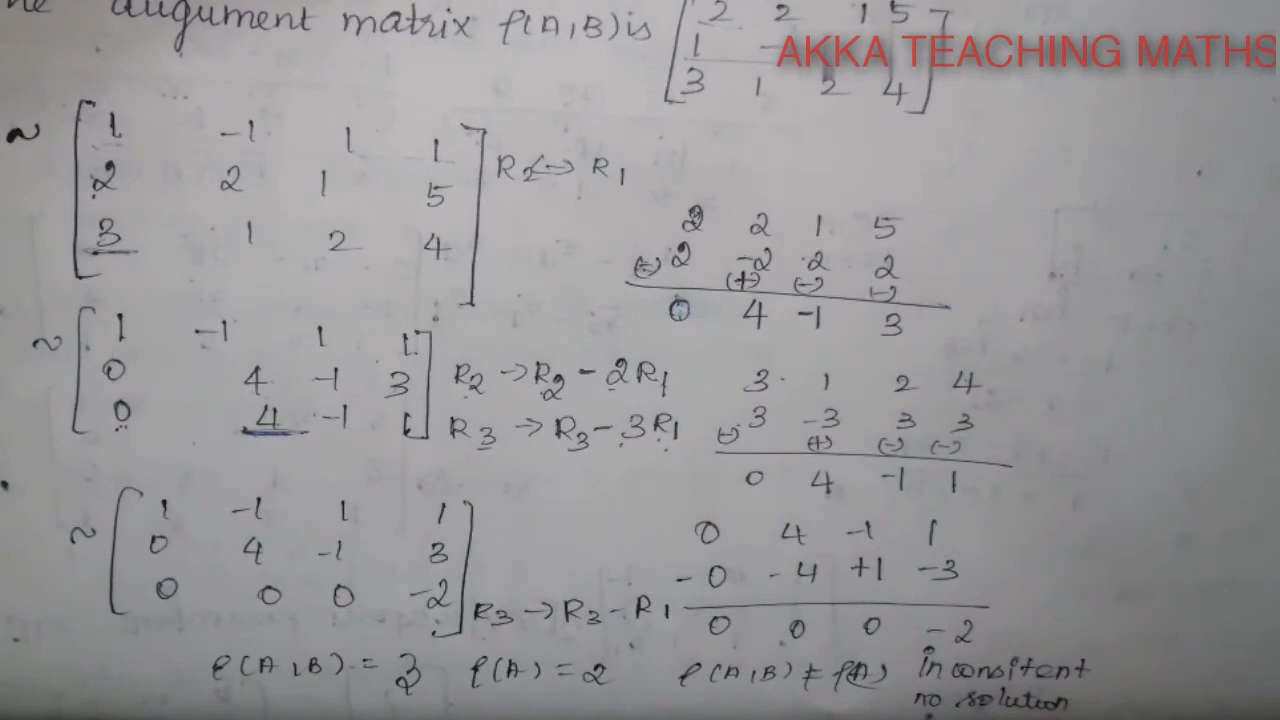 augument matrix ρ(A,B) is [2 2 1 5
AKKA TEACHING MATHS
1 -
3 1 2 4]
~ [1 -1 1 1
2 2 1 5
3 1 2 4] R2 ↔ R1
2 2 1 5
(-)2 -2 2 2
(+) (-) (-)
0 4 -1 3
~ [1 -1 1 1
0 4 -1 3
0 4 -1 1]
R2 → R2 - 2R1
R3 → R3 - 3R1
3 1 2 4
(-)3 -3 3 3
(+) (-) (-)
0 4 -1 1
~ [1 -1 1 1
0 4 -1 3
0 0 0 -2] R3 → R3 - R1
0 4 -1 1
-0 -4 +1 -3
0 0 0 -2
ρ(A,B) = 3 ρ(A) = 2 ρ(A,B) ≠ ρ(A) inconsitent
no solution